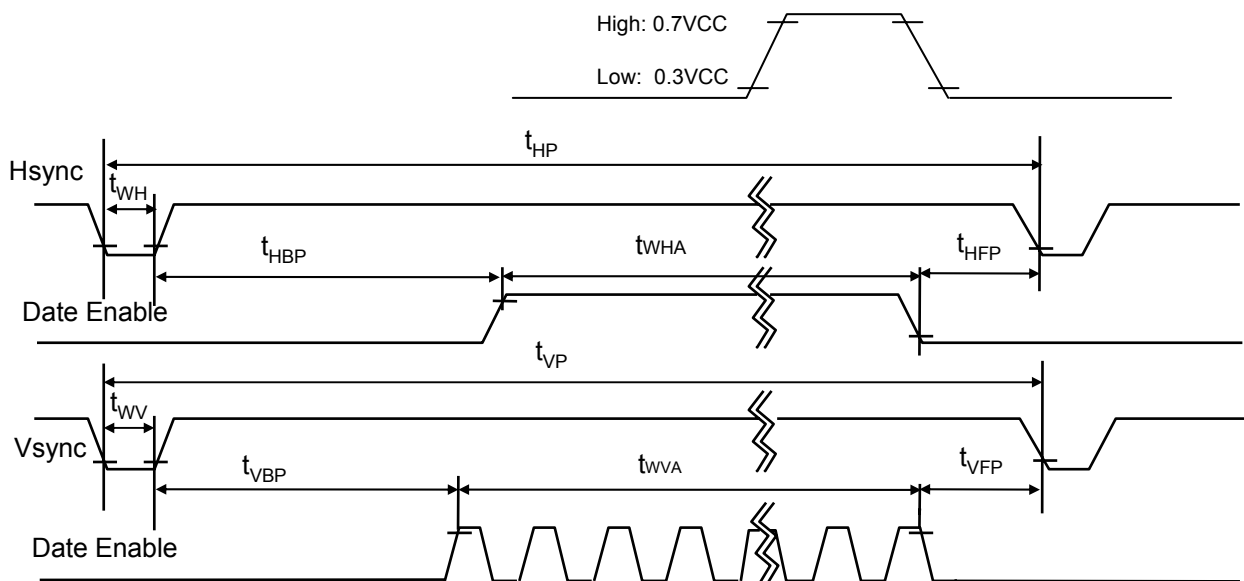 High: 0.7VCC
Low: 0.3VCC
tHP
Hsync
tWH
tHBP
tWHA
tHFP
Date Enable
tVP
tWV
Vsync
tVBP
tWVA
tVFP
Date Enable